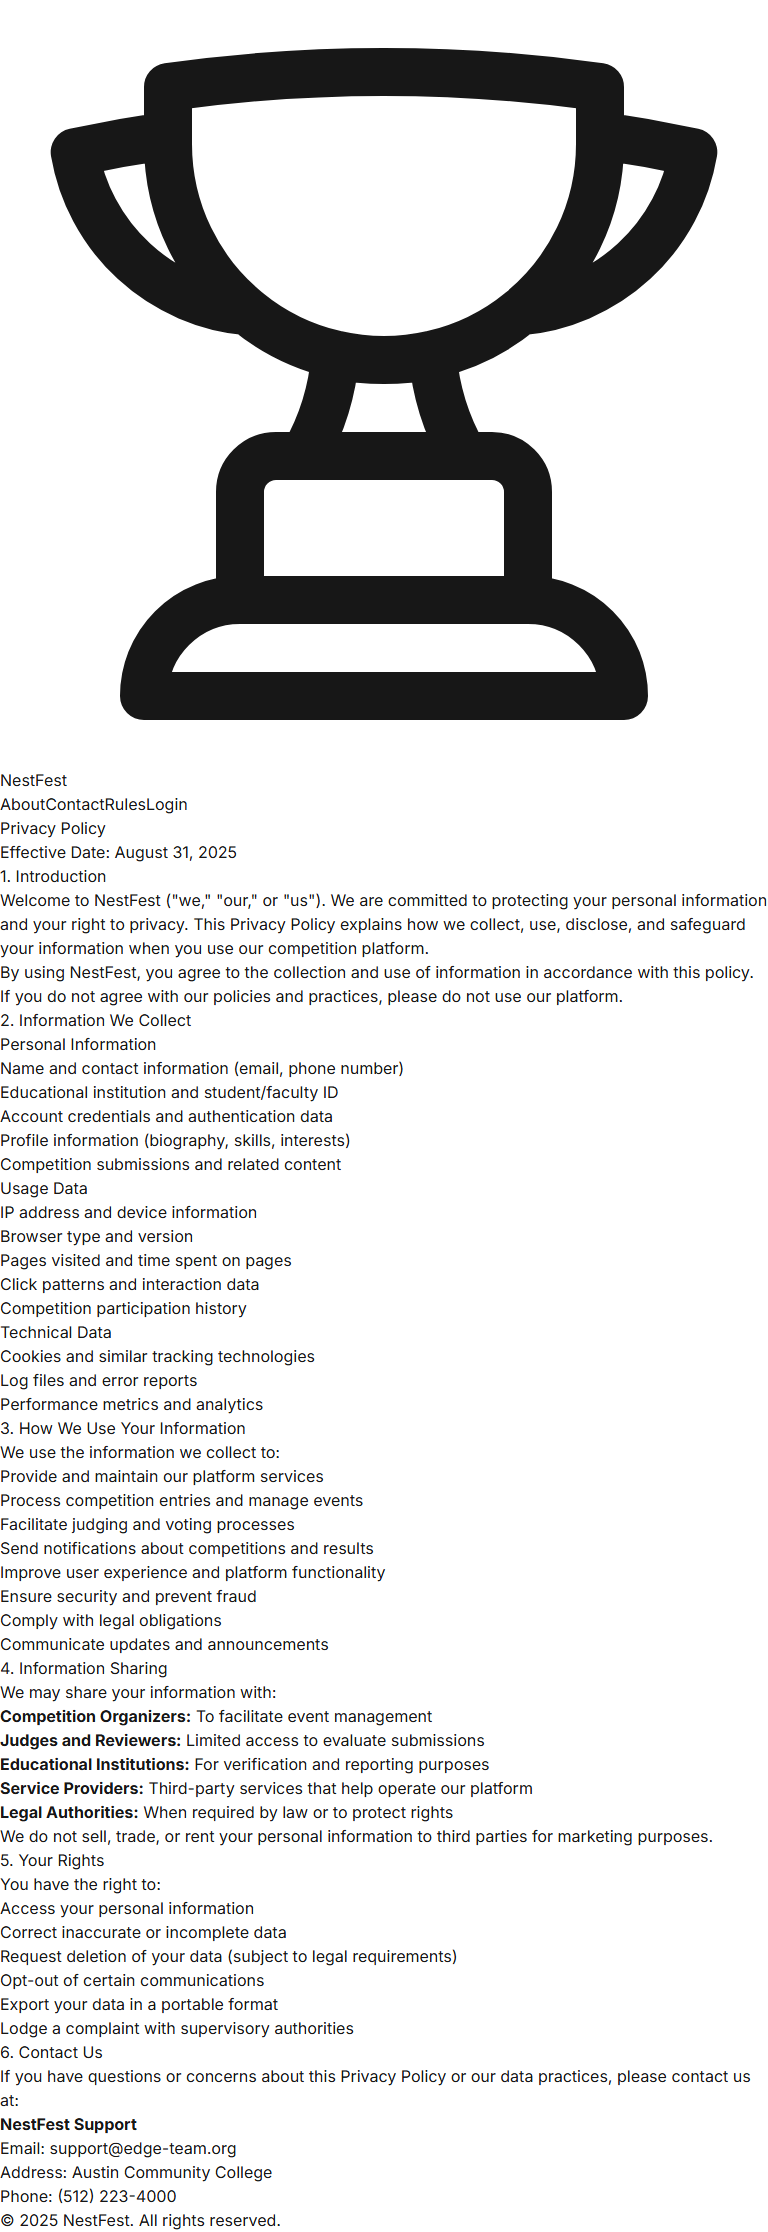 NestFest
AboutContactRulesLogin
Privacy Policy
Effective Date: August 31, 2025
1. Introduction
Welcome to NestFest ("we," "our," or "us"). We are committed to protecting your personal information
and your right to privacy. This Privacy Policy explains how we collect, use, disclose, and safeguard
your information when you use our competition platform.
By using NestFest, you agree to the collection and use of information in accordance with this policy.
If you do not agree with our policies and practices, please do not use our platform.
2. Information We Collect
Personal Information
Name and contact information (email, phone number)
Educational institution and student/faculty ID
Account credentials and authentication data
Profile information (biography, skills, interests)
Competition submissions and related content
Usage Data
IP address and device information
Browser type and version
Pages visited and time spent on pages
Click patterns and interaction data
Competition participation history
Technical Data
Cookies and similar tracking technologies
Log files and error reports
Performance metrics and analytics
3. How We Use Your Information
We use the information we collect to:
Provide and maintain our platform services
Process competition entries and manage events
Facilitate judging and voting processes
Send notifications about competitions and results
Improve user experience and platform functionality
Ensure security and prevent fraud
Comply with legal obligations
Communicate updates and announcements
4. Information Sharing
We may share your information with:
Competition Organizers: To facilitate event management
Judges and Reviewers: Limited access to evaluate submissions
Educational Institutions: For verification and reporting purposes
Service Providers: Third-party services that help operate our platform
Legal Authorities: When required by law or to protect rights
We do not sell, trade, or rent your personal information to third parties for marketing purposes.
5. Your Rights
You have the right to:
Access your personal information
Correct inaccurate or incomplete data
Request deletion of your data (subject to legal requirements)
Opt-out of certain communications
Export your data in a portable format
Lodge a complaint with supervisory authorities
6. Contact Us
If you have questions or concerns about this Privacy Policy or our data practices, please contact us
at:
NestFest Support
Email: support@edge-team.org
Address: Austin Community College
Phone: (512) 223-4000
© 2025 NestFest. All rights reserved.